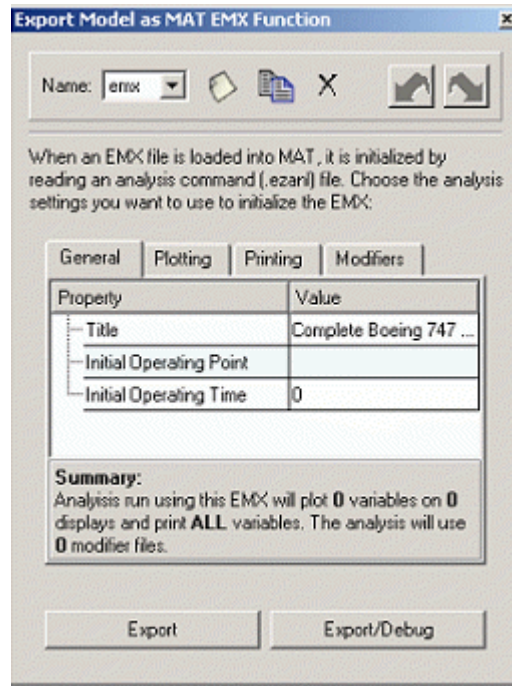 Export Model as MAT EMX Function
Name: emx
When an EMX file is loaded into MAT, it is initialized by
reading an analysis command (.ezanl) file. Choose the analysis
settings you want to use to initialize the EMX:
General Plotting Printing Modifiers
Property Value
Title Complete Boeing 747 ...
Initial Operating Point
Initial Operating Time 0
Summary:
Analyisis run using this EMX will plot 0 variables on 0
displays and print ALL variables. The analysis will use
0 modifier files.
Export Export/Debug